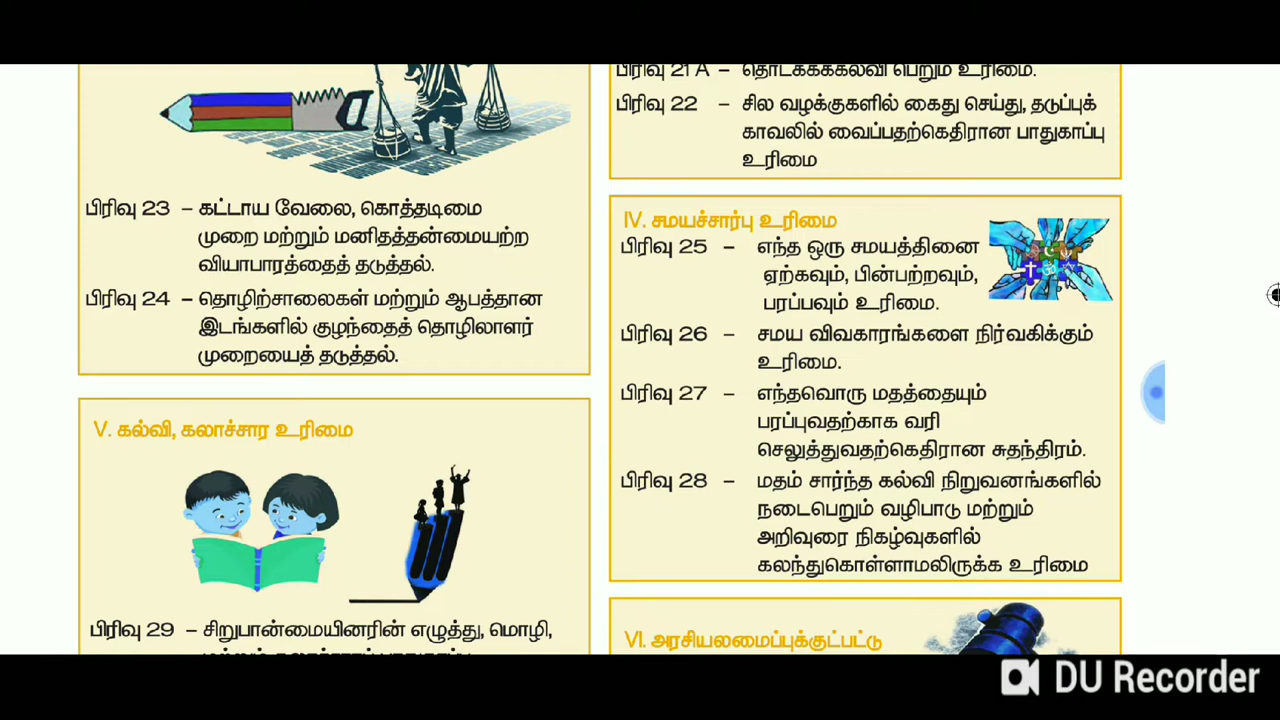 பிரிவு 23 – கட்டாய வேலை, கொத்தடிமை
முறை மற்றும் மனிதத்தன்மையற்ற
வியாபாரத்தைத் தடுத்தல்.
பிரிவு 24 – தொழிற்சாலைகள் மற்றும் ஆபத்தான
இடங்களில் குழந்தைத் தொழிலாளர்
முறையைத் தடுத்தல்.
V. கல்வி, கலாச்சார உரிமை
பிரிவு 29 – சிறுபான்மையினரின் எழுத்து, மொழி,
பிரிவு 21 A – தொடக்கக்கல்வி பெறும் உரிமை.
பிரிவு 22 – சில வழக்குகளில் கைது செய்து, தடுப்புக்
காவலில் வைப்பதற்கெதிரான பாதுகாப்பு
உரிமை
IV. சமயச்சார்பு உரிமை
பிரிவு 25 – எந்த ஒரு சமயத்தினை
ஏற்கவும், பின்பற்றவும்,
பரப்பவும் உரிமை.
பிரிவு 26 – சமய விவகாரங்களை நிர்வகிக்கும்
உரிமை.
பிரிவு 27 – எந்தவொரு மதத்தையும்
பரப்புவதற்காக வரி
செலுத்துவதற்கெதிரான சுதந்திரம்.
பிரிவு 28 – மதம் சார்ந்த கல்வி நிறுவனங்களில்
நடைபெறும் வழிபாடு மற்றும்
அறிவுரை நிகழ்வுகளில்
கலந்துகொள்ளாமலிருக்க உரிமை
VI. அரசியலமைப்புக்குட்பட்டு
DU Recorder